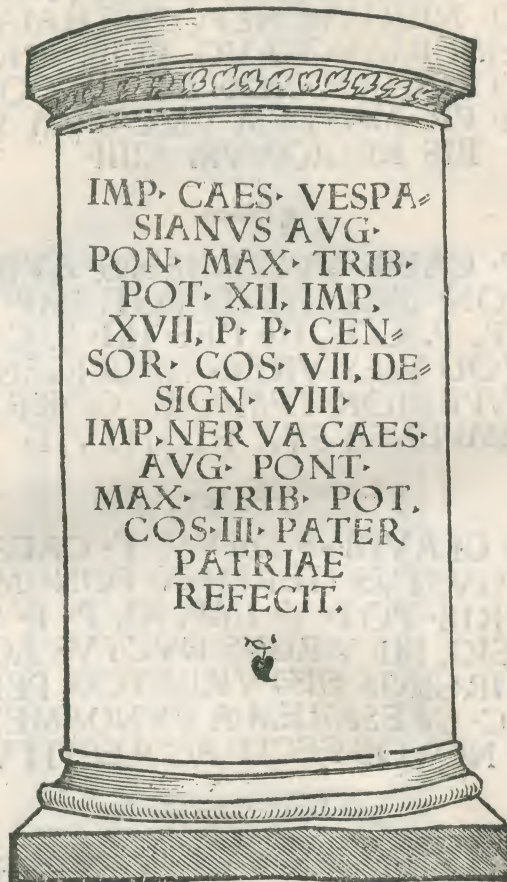 IMP· CAES· VESPA⸗
SIANVS AVG·
PON· MAX· TRIB·
POT· XII, IMP,
XVII, P· P· CEN⸗
SOR· COS· VII, DE⸗
SIGN· VIII·
IMP,NERVA CAES·
AVG· PONT·
MAX· TRIB· POT,
COS·III· PATER
PATRIAE
REFECIT.